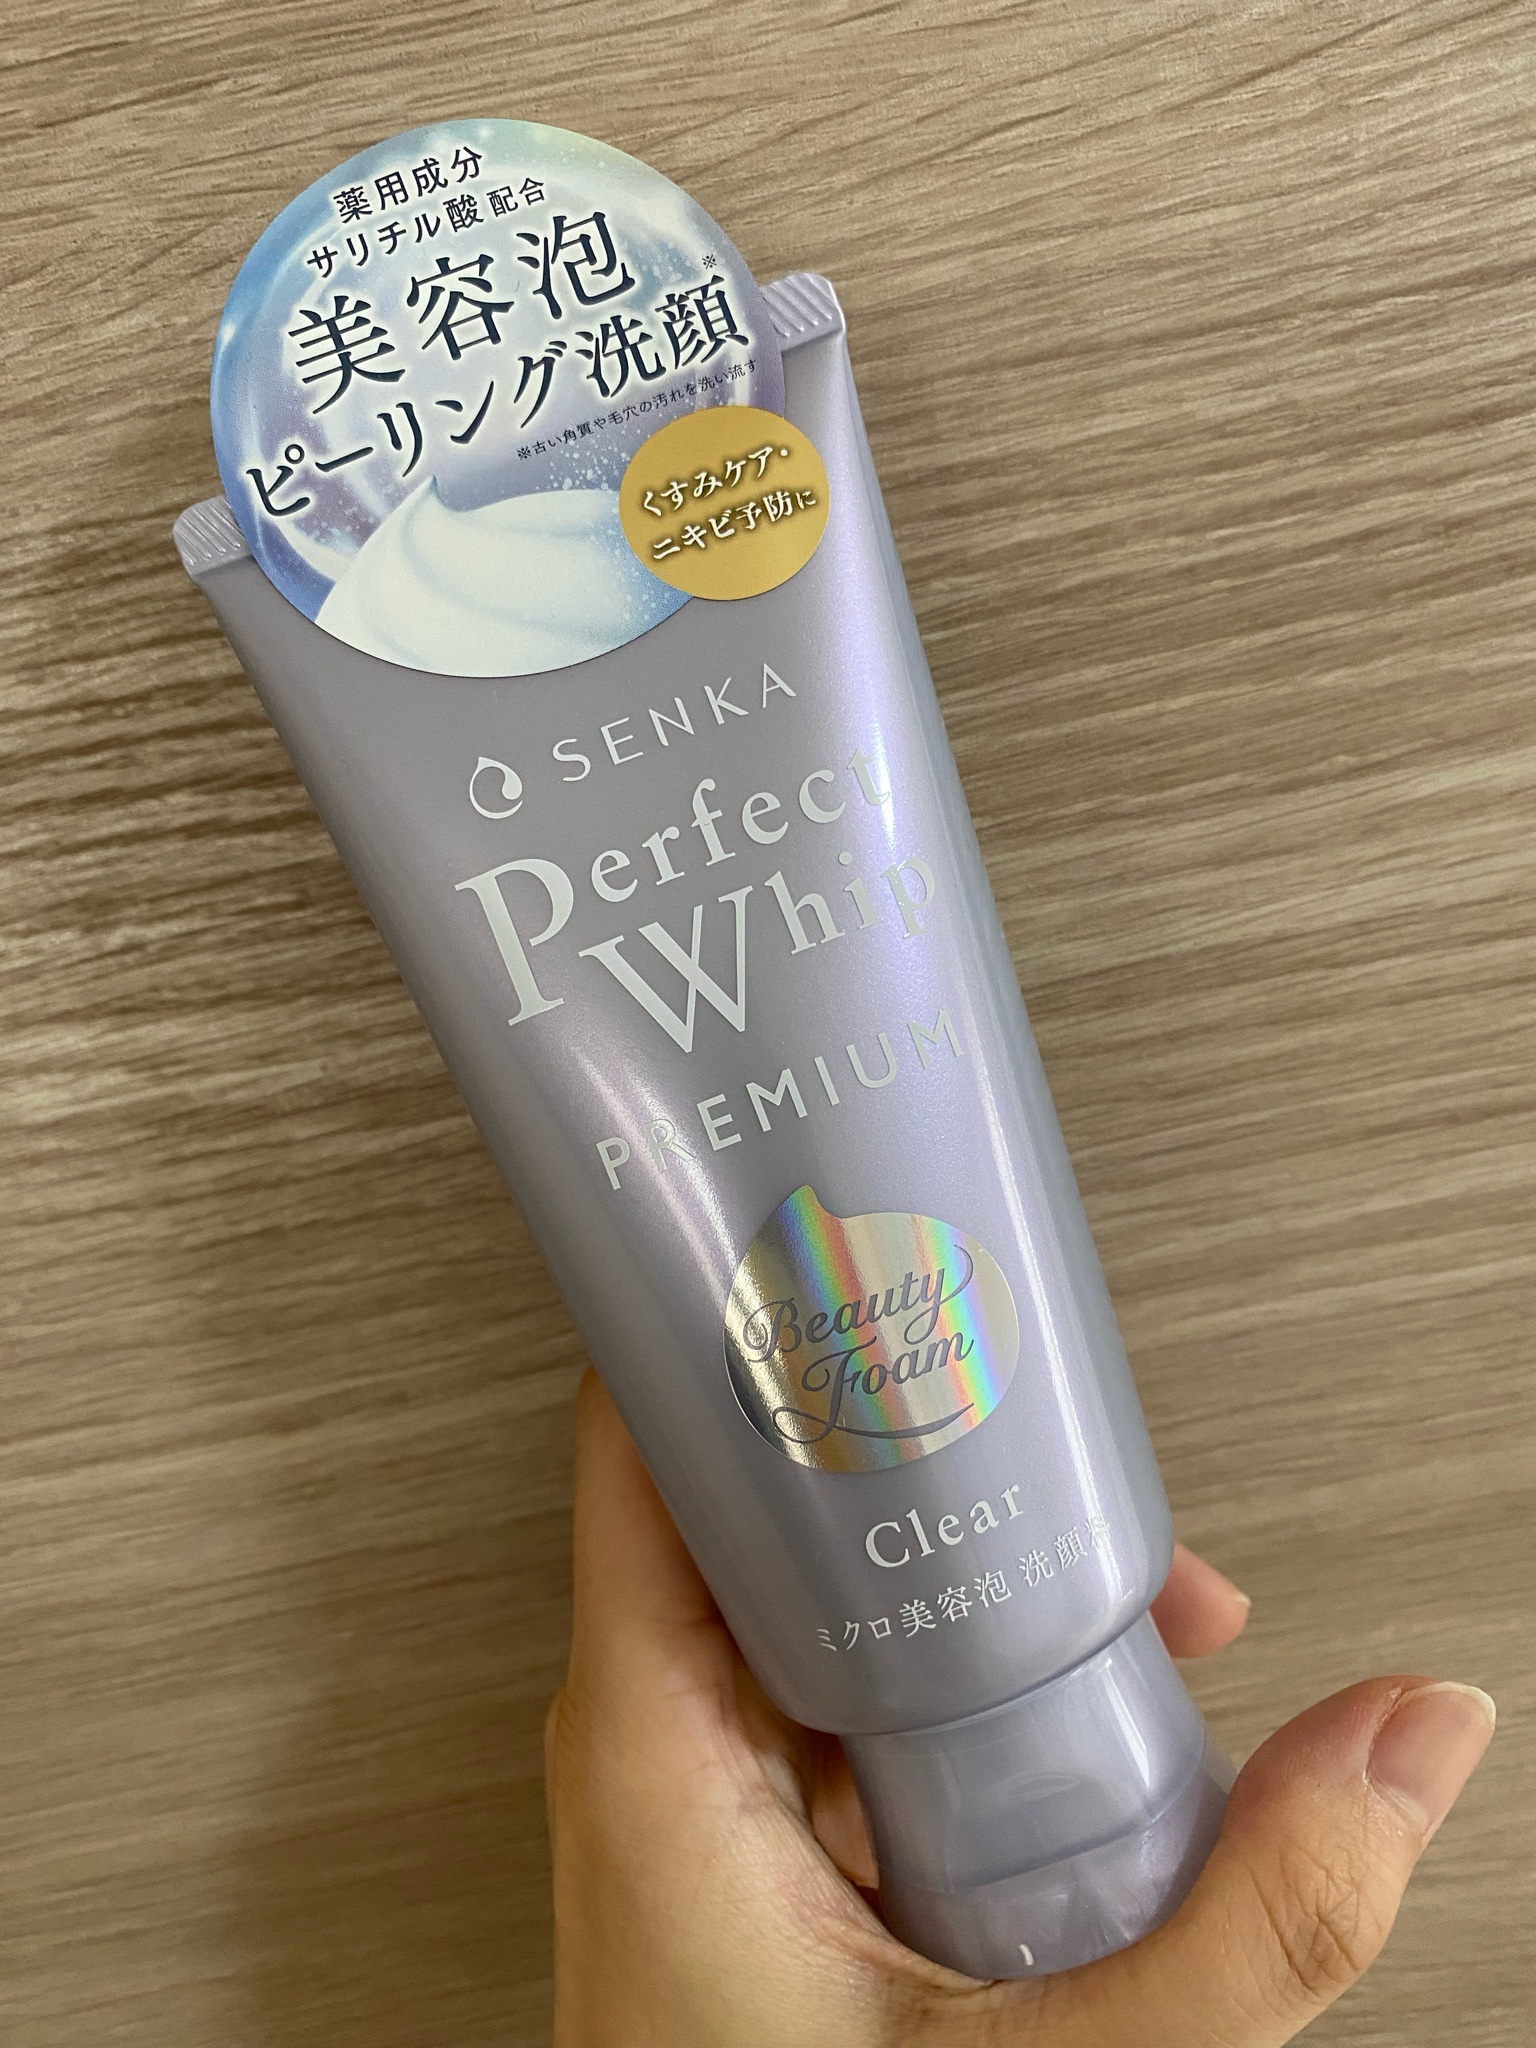 薬用成分
サリチル酸 配合
美容泡
ピーリング洗顔※
※古い角質や毛穴の汚れを洗い流す
くすみケア・
ニキビ予防に
SENKA
Perfect
Whip
PREMIUM
Beauty
Foam
Clear
ミクロ美容泡 洗顔料